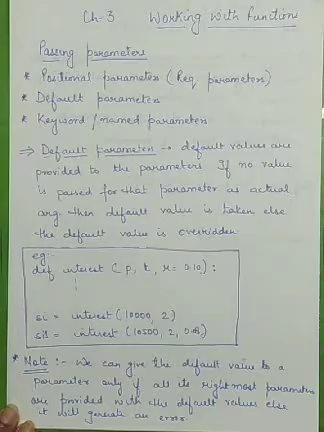 Ch-3 Working with functions
Passing parameters
* Positional parameters (Req. parameters)
* Default parameters
* Keyword / named parameters
⇒ Default parameters → default values are
provided to the parameters. If no value
is passed for that parameter as actual
arg. then default value is taken else
the default value is overridden
eg:-
def interest (p, t, r = 0.10):
si = interest (10000, 2)
si1 = interest (10500, 2, 0.08)
* Note :- We can give the default value to a
parameter only if all its rightmost parameters
are provided with the default values else
it will generate an error.